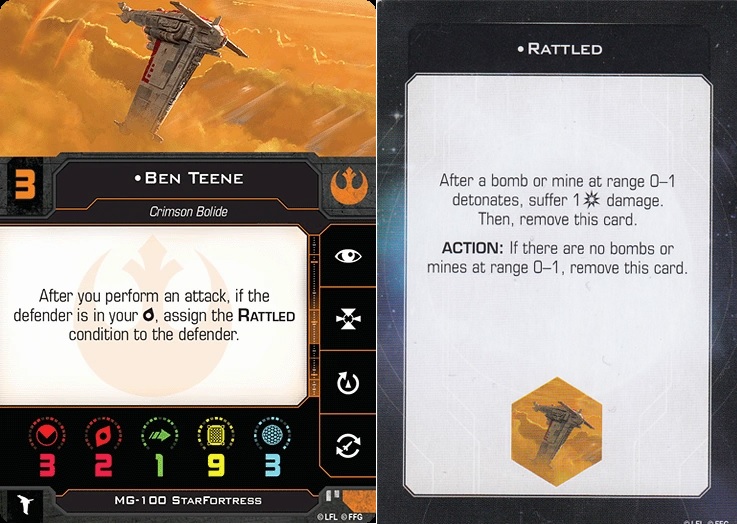 3
•BEN TEENE
Crimson Bolide
After you perform an attack, if the
defender is in your , assign the RATTLED
condition to the defender.
3 2 1 9 3
MG-100 STARFORTRESS
©LFL ©FFG
•RATTLED
After a bomb or mine at range 0–1
detonates, suffer 1 damage.
Then, remove this card.
ACTION: If there are no bombs or
mines at range 0–1, remove this card.
©LFL ©FFG